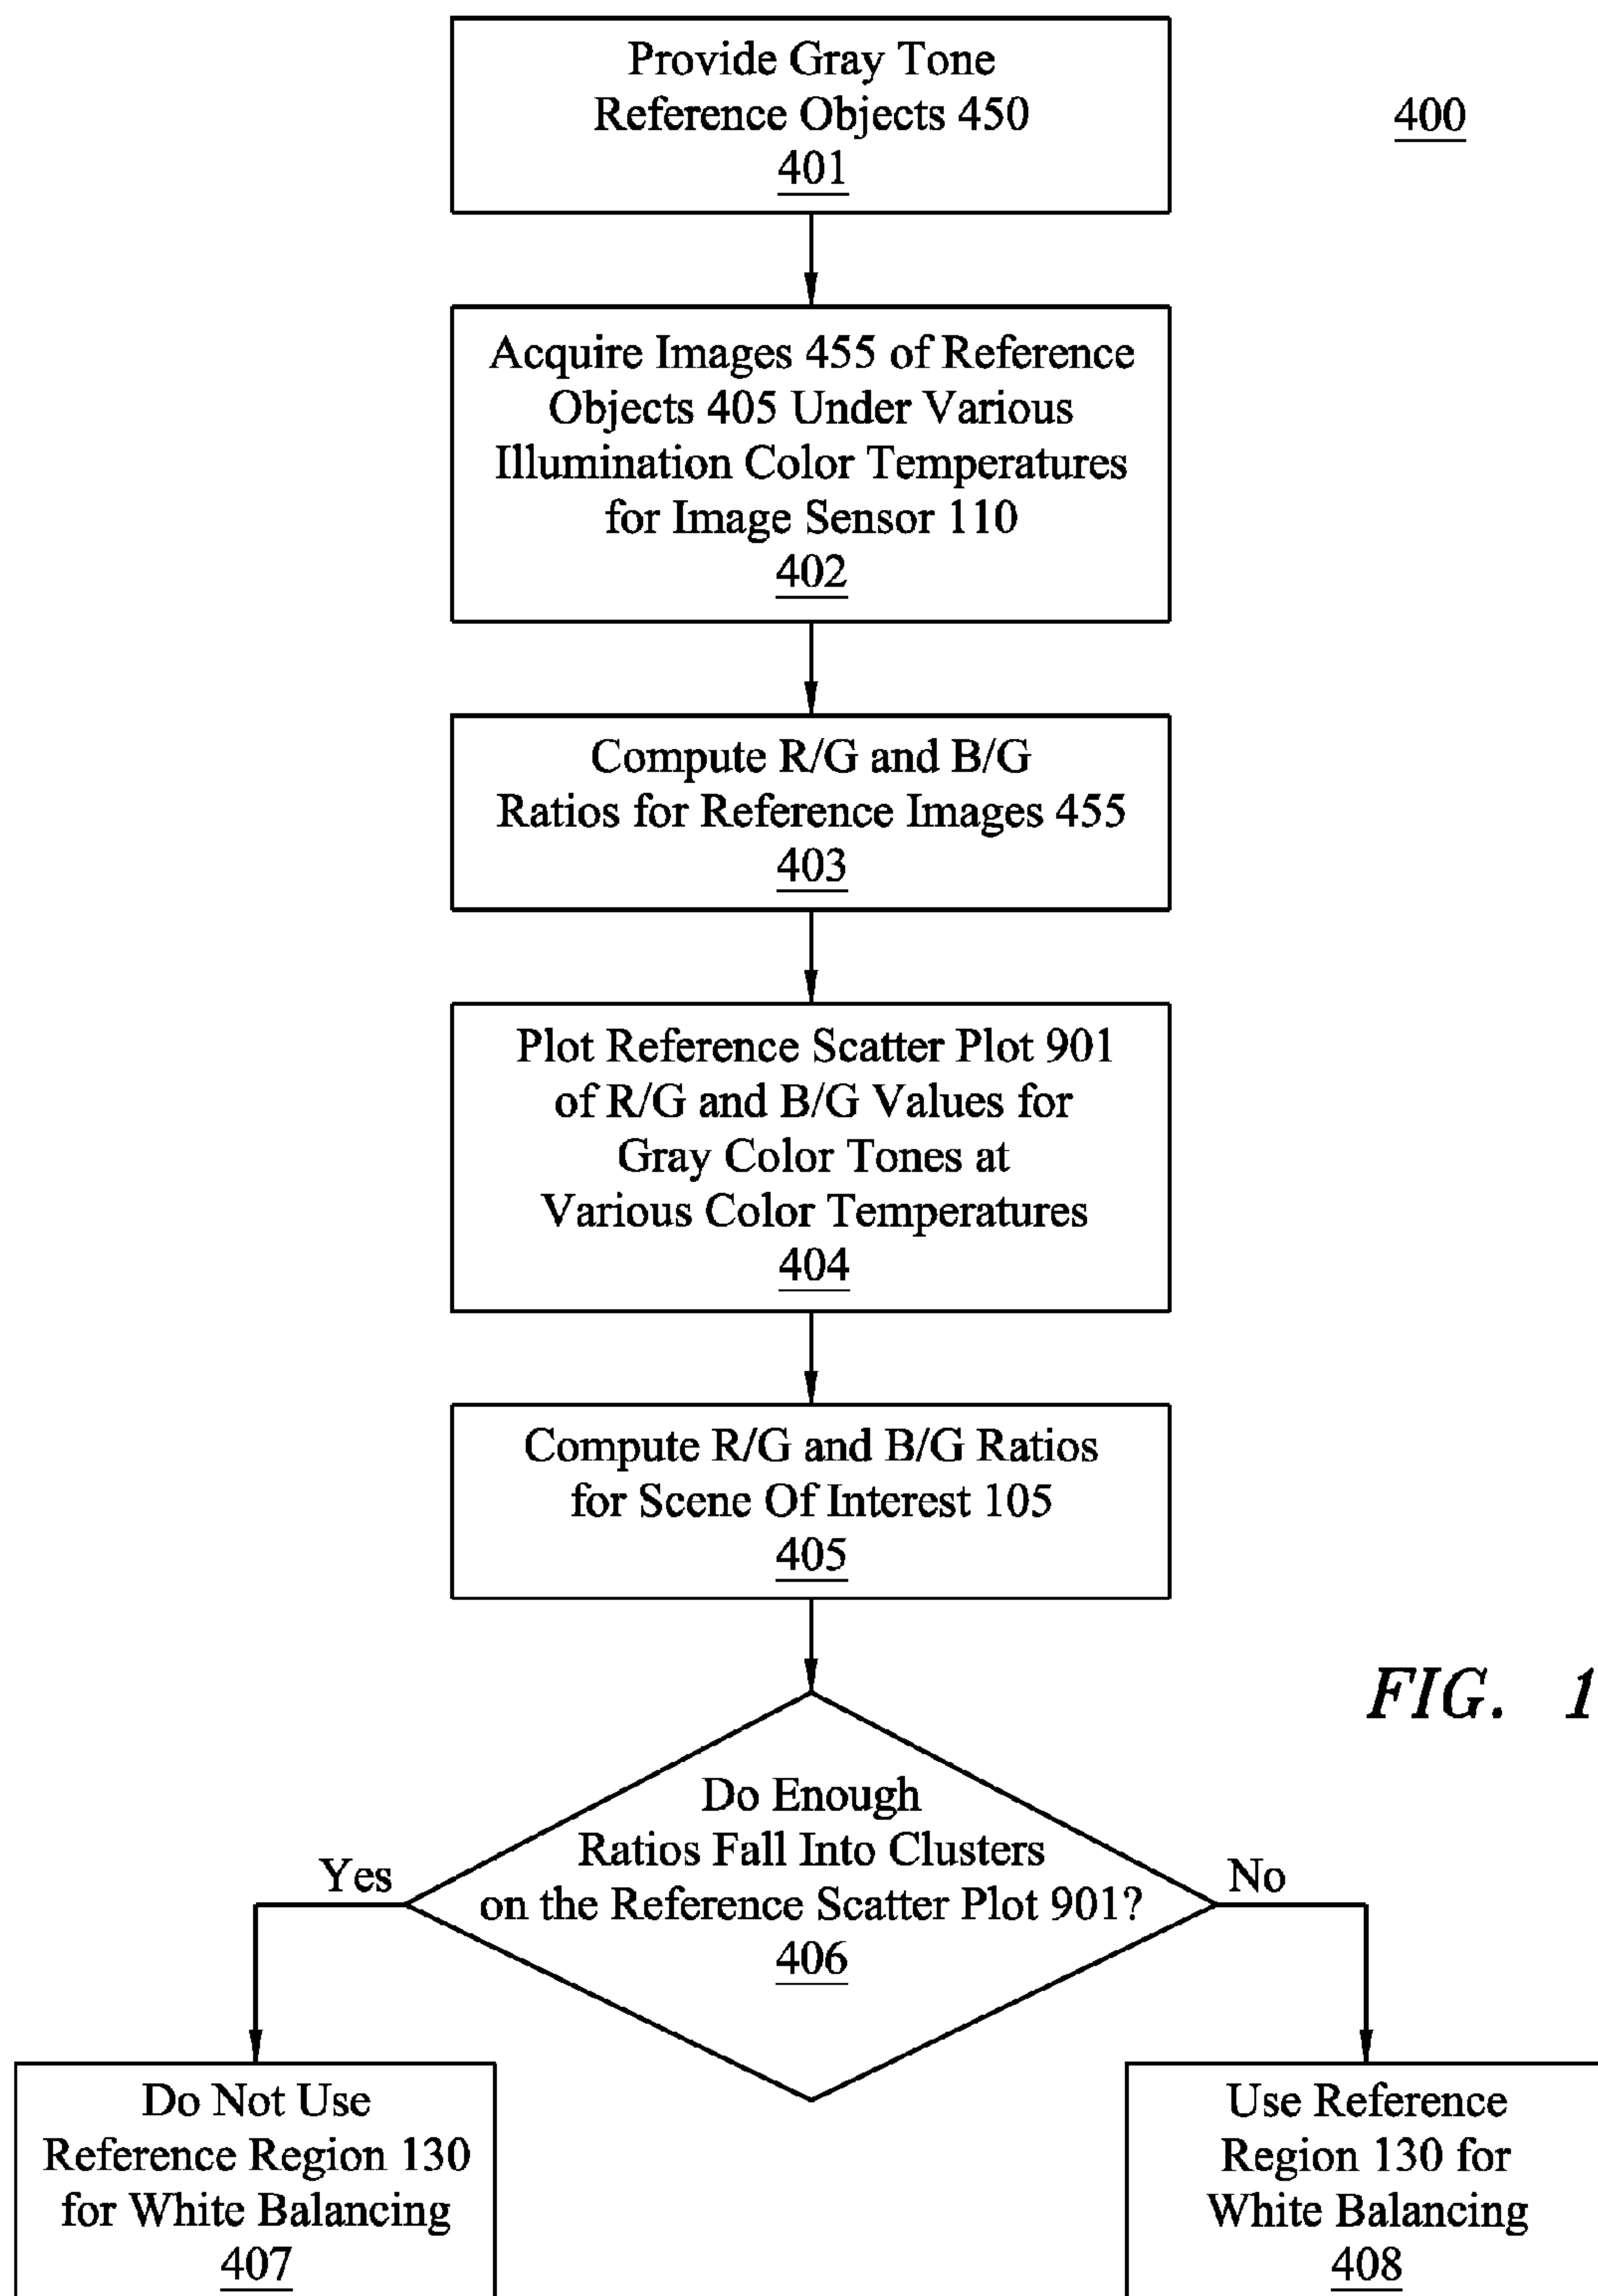 Provide Gray Tone
Reference Objects 450
401
400
Acquire Images 455 of Reference
Objects 405 Under Various
Illumination Color Temperatures
for Image Sensor 110
402
Compute R/G and B/G
Ratios for Reference Images 455
403
Plot Reference Scatter Plot 901
of R/G and B/G Values for
Gray Color Tones at
Various Color Temperatures
404
Compute R/G and B/G Ratios
for Scene Of Interest 105
405
FIG. 1
Do Enough
Ratios Fall Into Clusters
on the Reference Scatter Plot 901?
406
Yes
No
Do Not Use
Reference Region 130
for White Balancing
407
Use Reference
Region 130 for
White Balancing
408